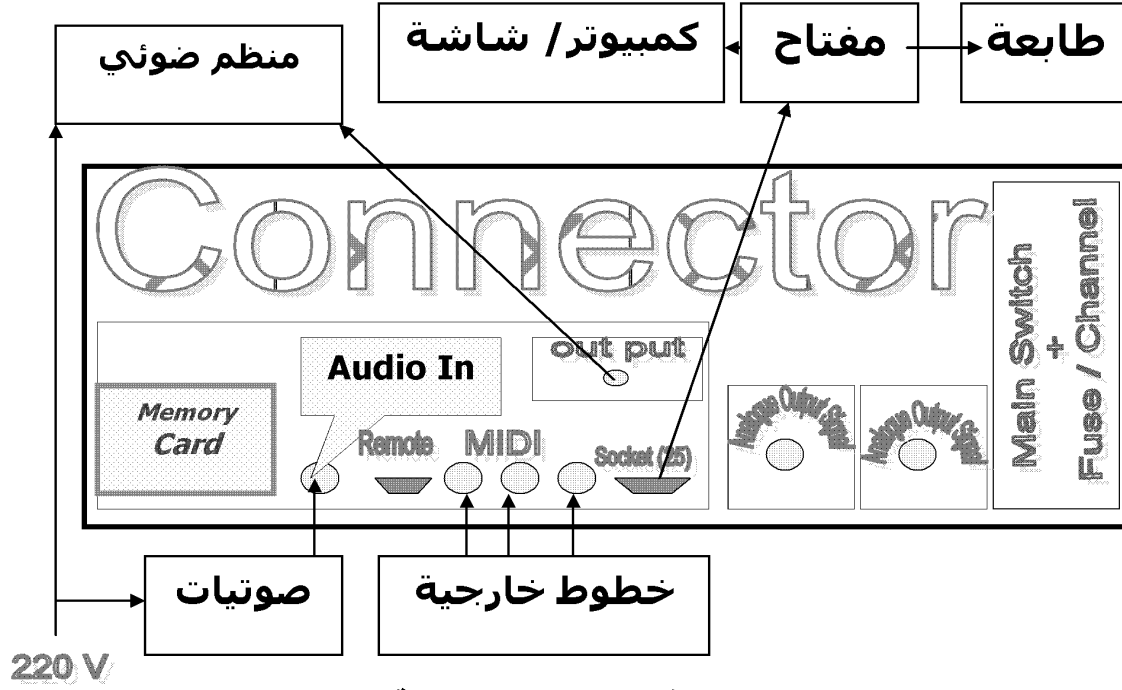 طابعة
مفتاح
كمبيوتر/ شاشة
منظم ضوئي
Connector
Main Switch
+
Fuse / Channel
out put
Audio In
Memory
Card
Remote
MIDI
Socket (25)
Analogue Output Signal
Analogue Output Signal
صوتيات
خطوط خارجية
220 V